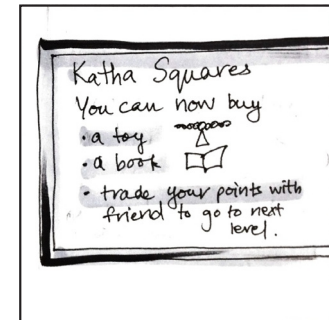 Katha Squares
You can now buy
• a toy
• a book
• trade your points with
friend to go to next
level.